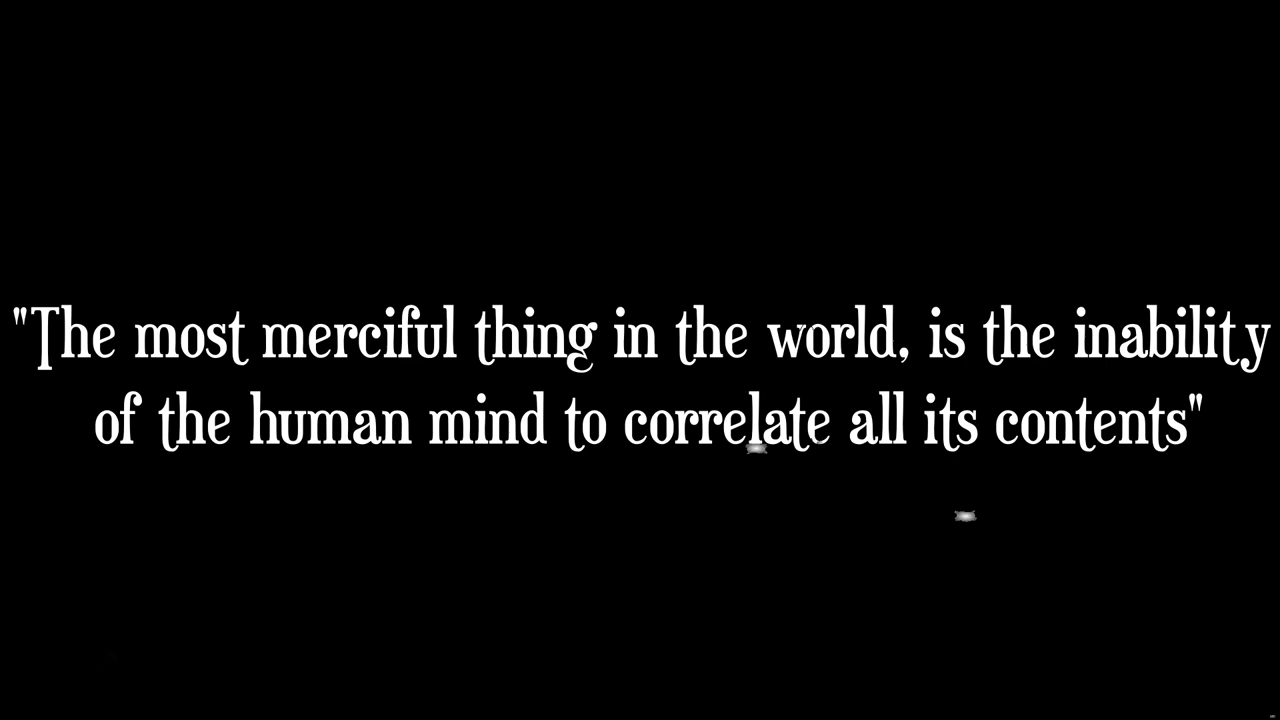 "The most merciful thing in the world, is the inability
of the human mind to correlate all its contents"